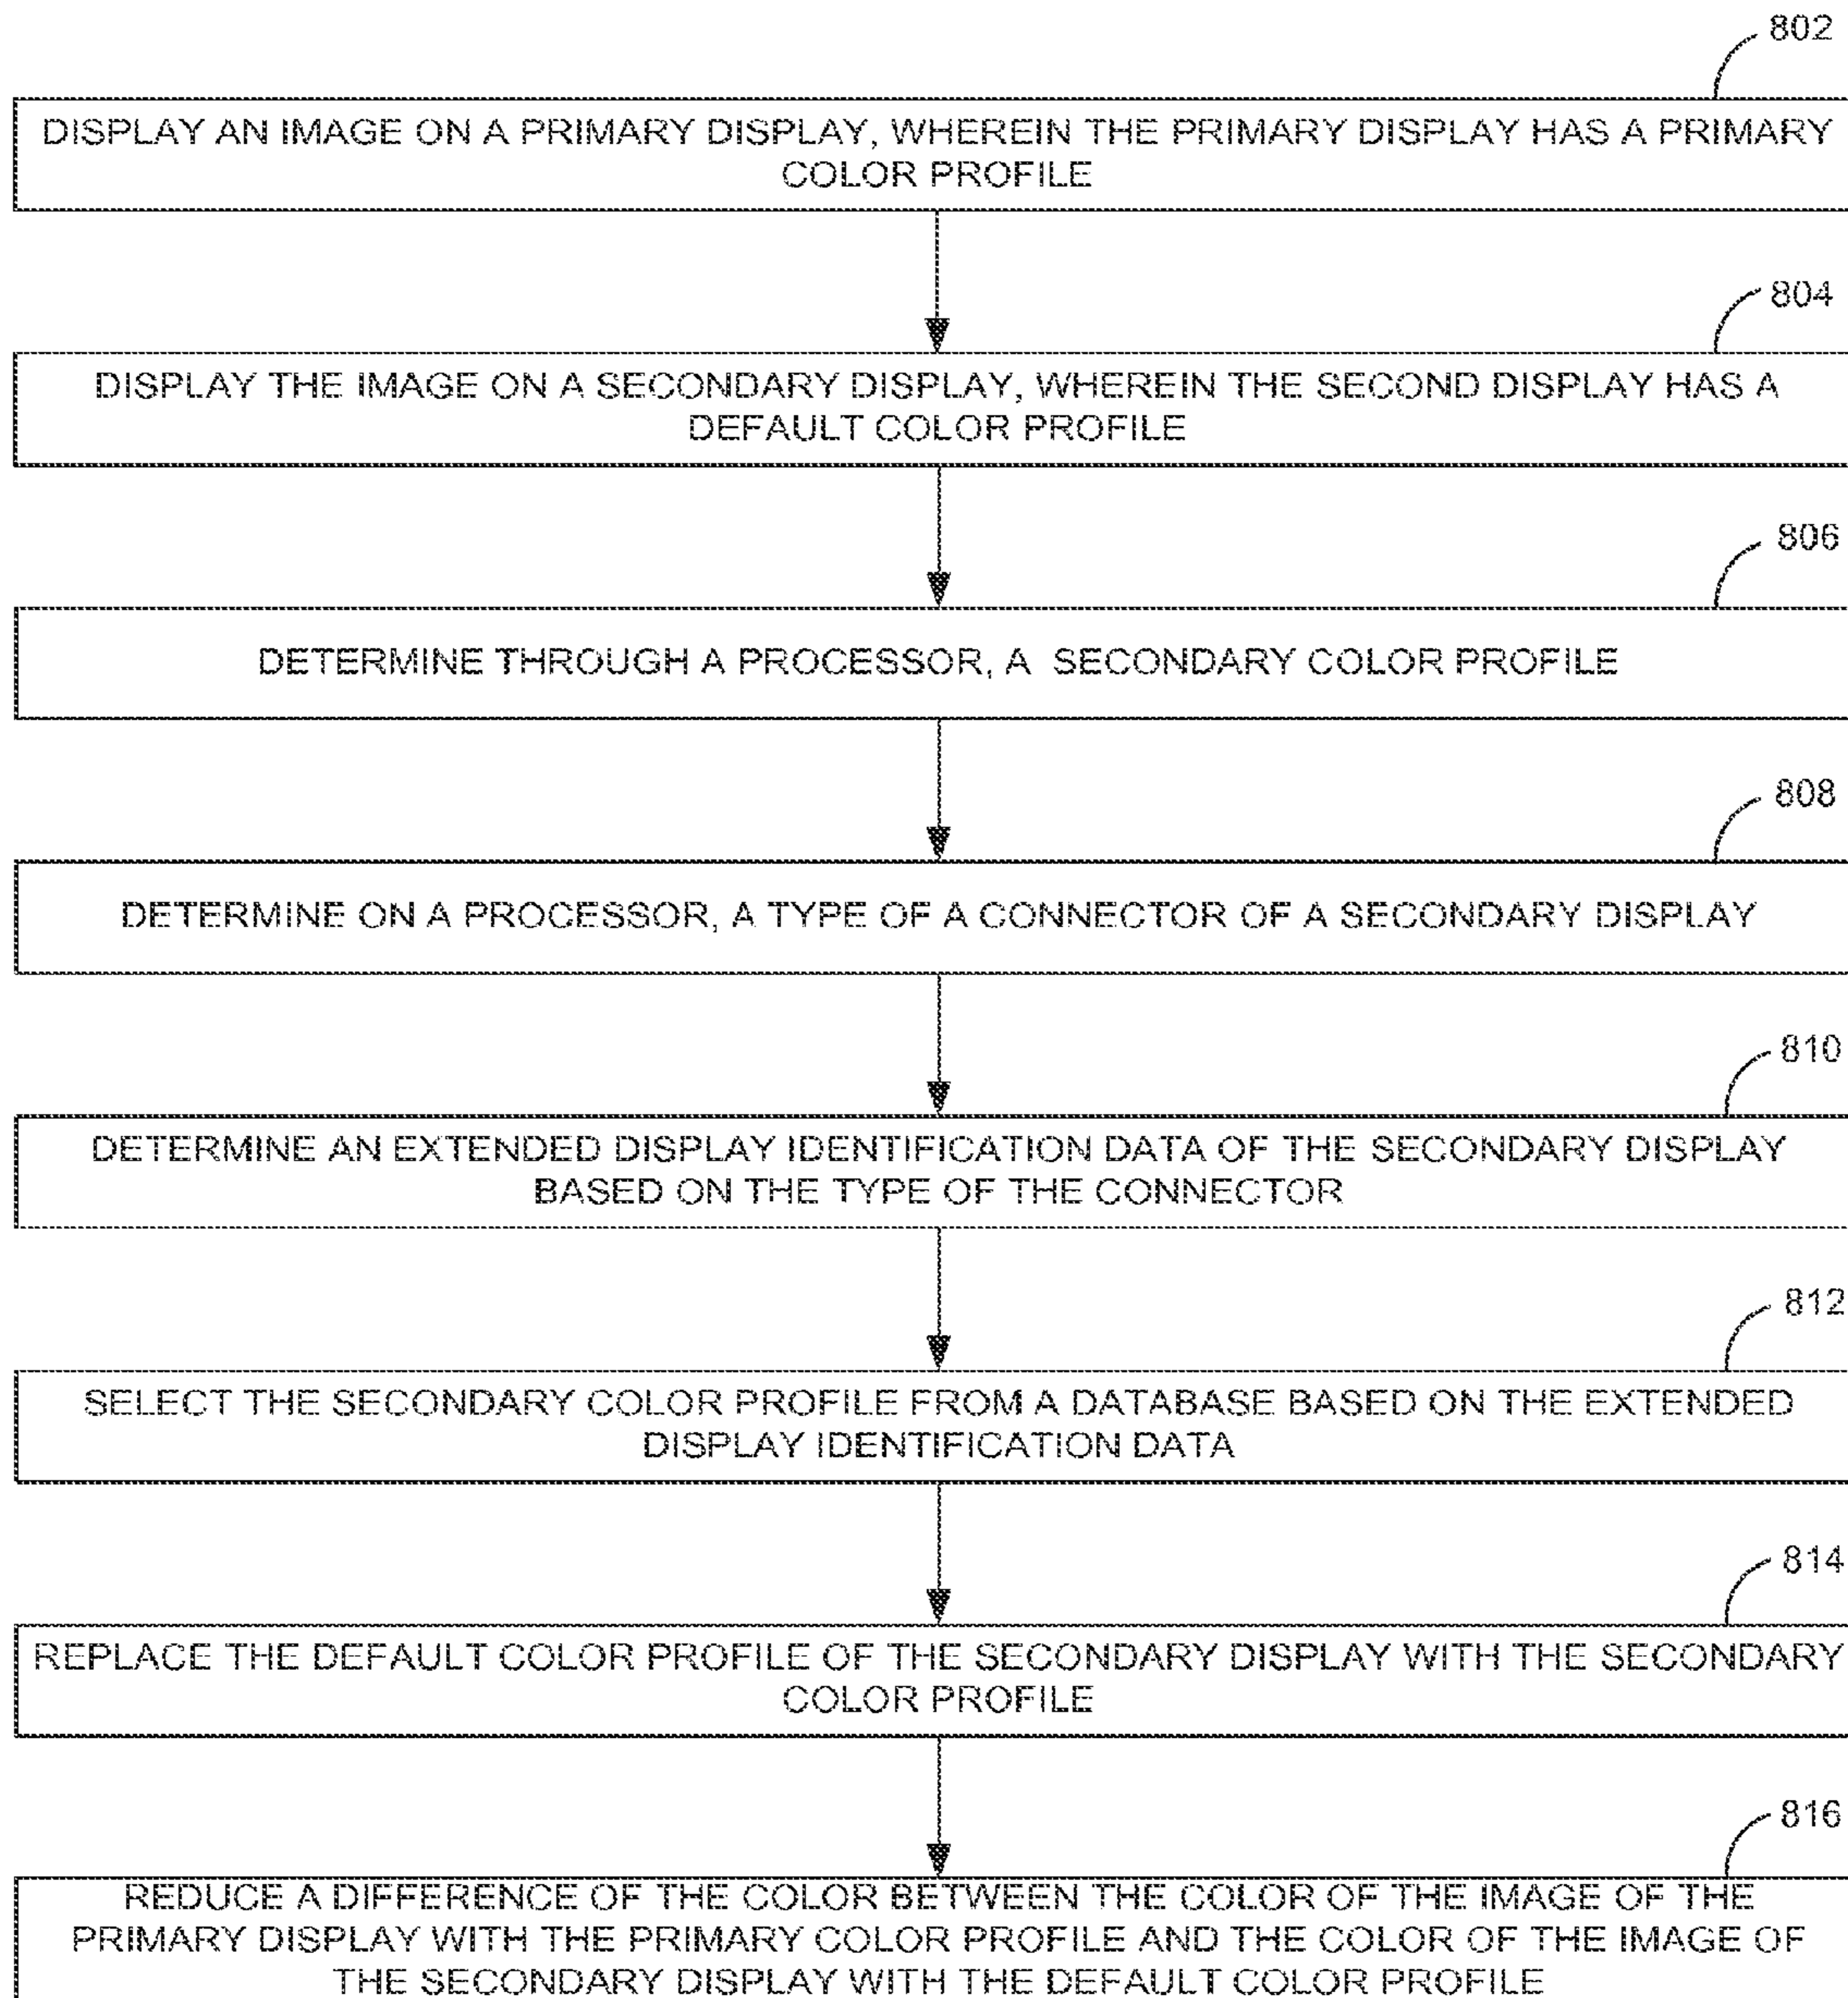 802
DISPLAY AN IMAGE ON A PRIMARY DISPLAY, WHEREIN THE PRIMARY DISPLAY HAS A PRIMARY
COLOR PROFILE
804
DISPLAY THE IMAGE ON A SECONDARY DISPLAY, WHEREIN THE SECOND DISPLAY HAS A
DEFAULT COLOR PROFILE
806
DETERMINE THROUGH A PROCESSOR, A SECONDARY COLOR PROFILE
808
DETERMINE ON A PROCESSOR, A TYPE OF A CONNECTOR OF A SECONDARY DISPLAY
810
DETERMINE AN EXTENDED DISPLAY IDENTIFICATION DATA OF THE SECONDARY DISPLAY
BASED ON THE TYPE OF THE CONNECTOR
812
SELECT THE SECONDARY COLOR PROFILE FROM A DATABASE BASED ON THE EXTENDED
DISPLAY IDENTIFICATION DATA
814
REPLACE THE DEFAULT COLOR PROFILE OF THE SECONDARY DISPLAY WITH THE SECONDARY
COLOR PROFILE
816
REDUCE A DIFFERENCE OF THE COLOR BETWEEN THE COLOR OF THE IMAGE OF THE
PRIMARY DISPLAY WITH THE PRIMARY COLOR PROFILE AND THE COLOR OF THE IMAGE OF
THE SECONDARY DISPLAY WITH THE DEFAULT COLOR PROFILE